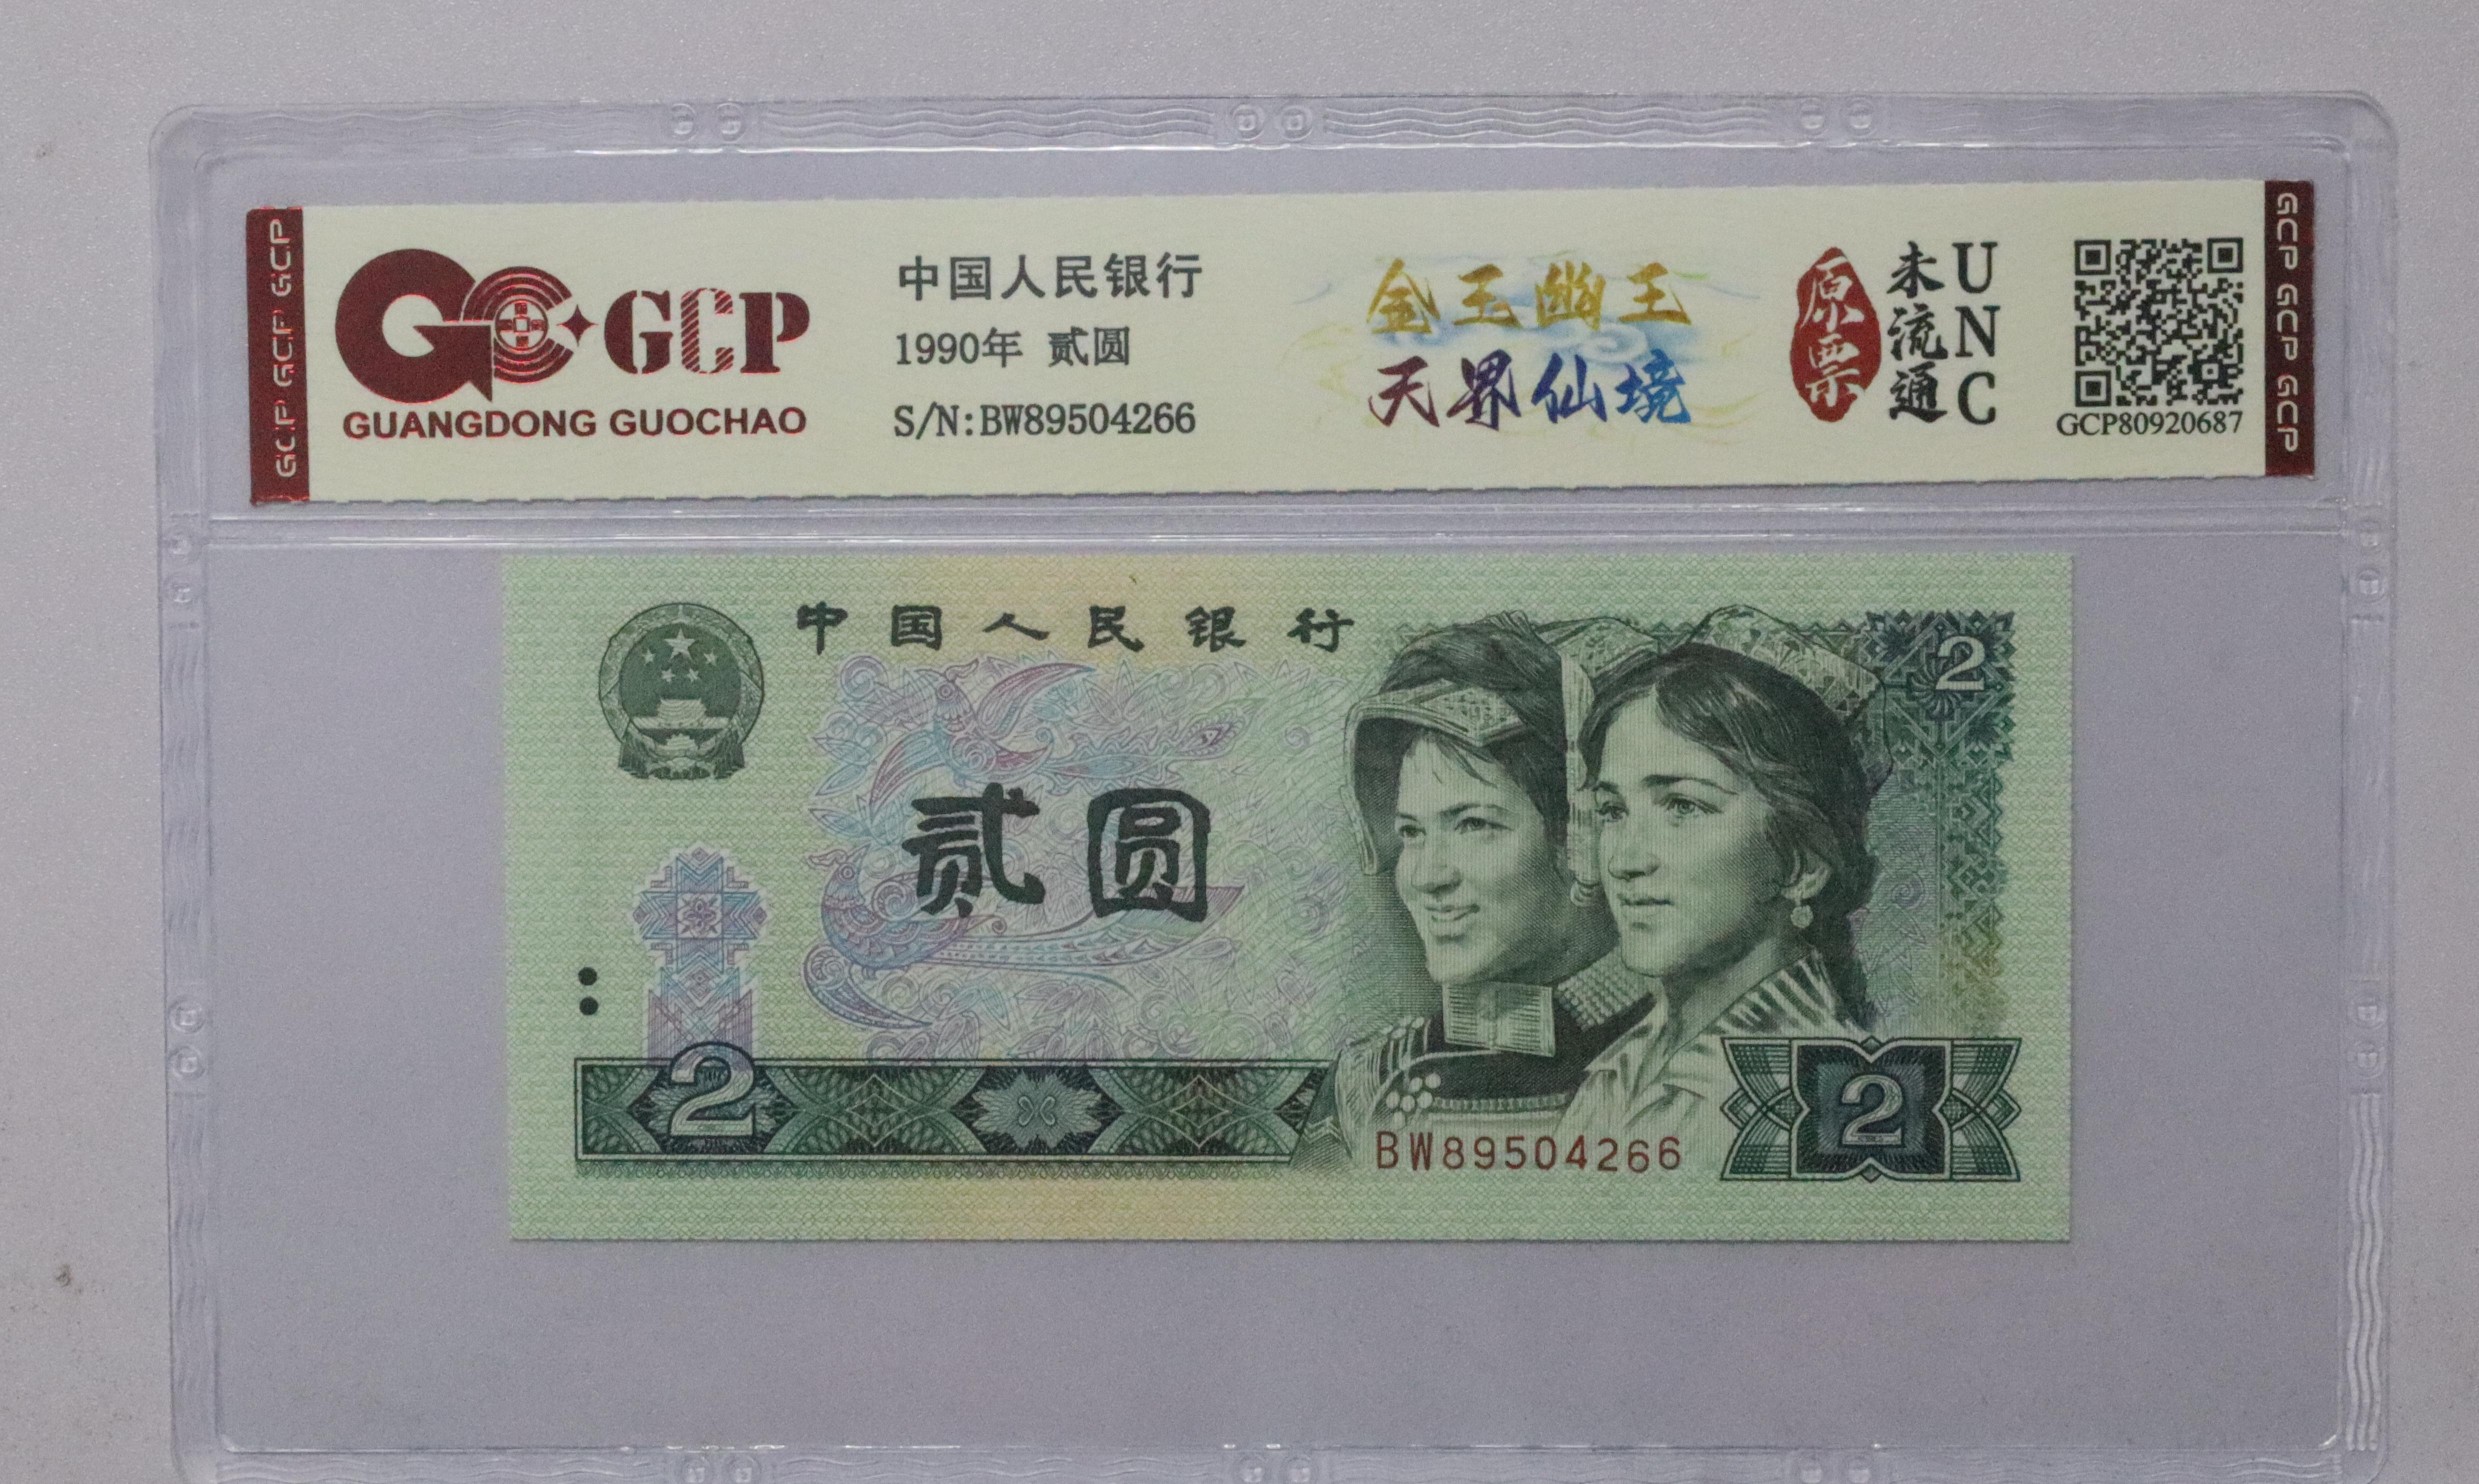 GCP GCP GCP
GCP
GUANGDONG GUOCHAO
中国人民银行
1990年 贰圆
S/N:BW89504266
金玉幽王
天界仙境
原票
未流通
UNC
GCP80920687
GCP GCP GCP
中国人民银行
2
贰圆
2
BW89504266
2